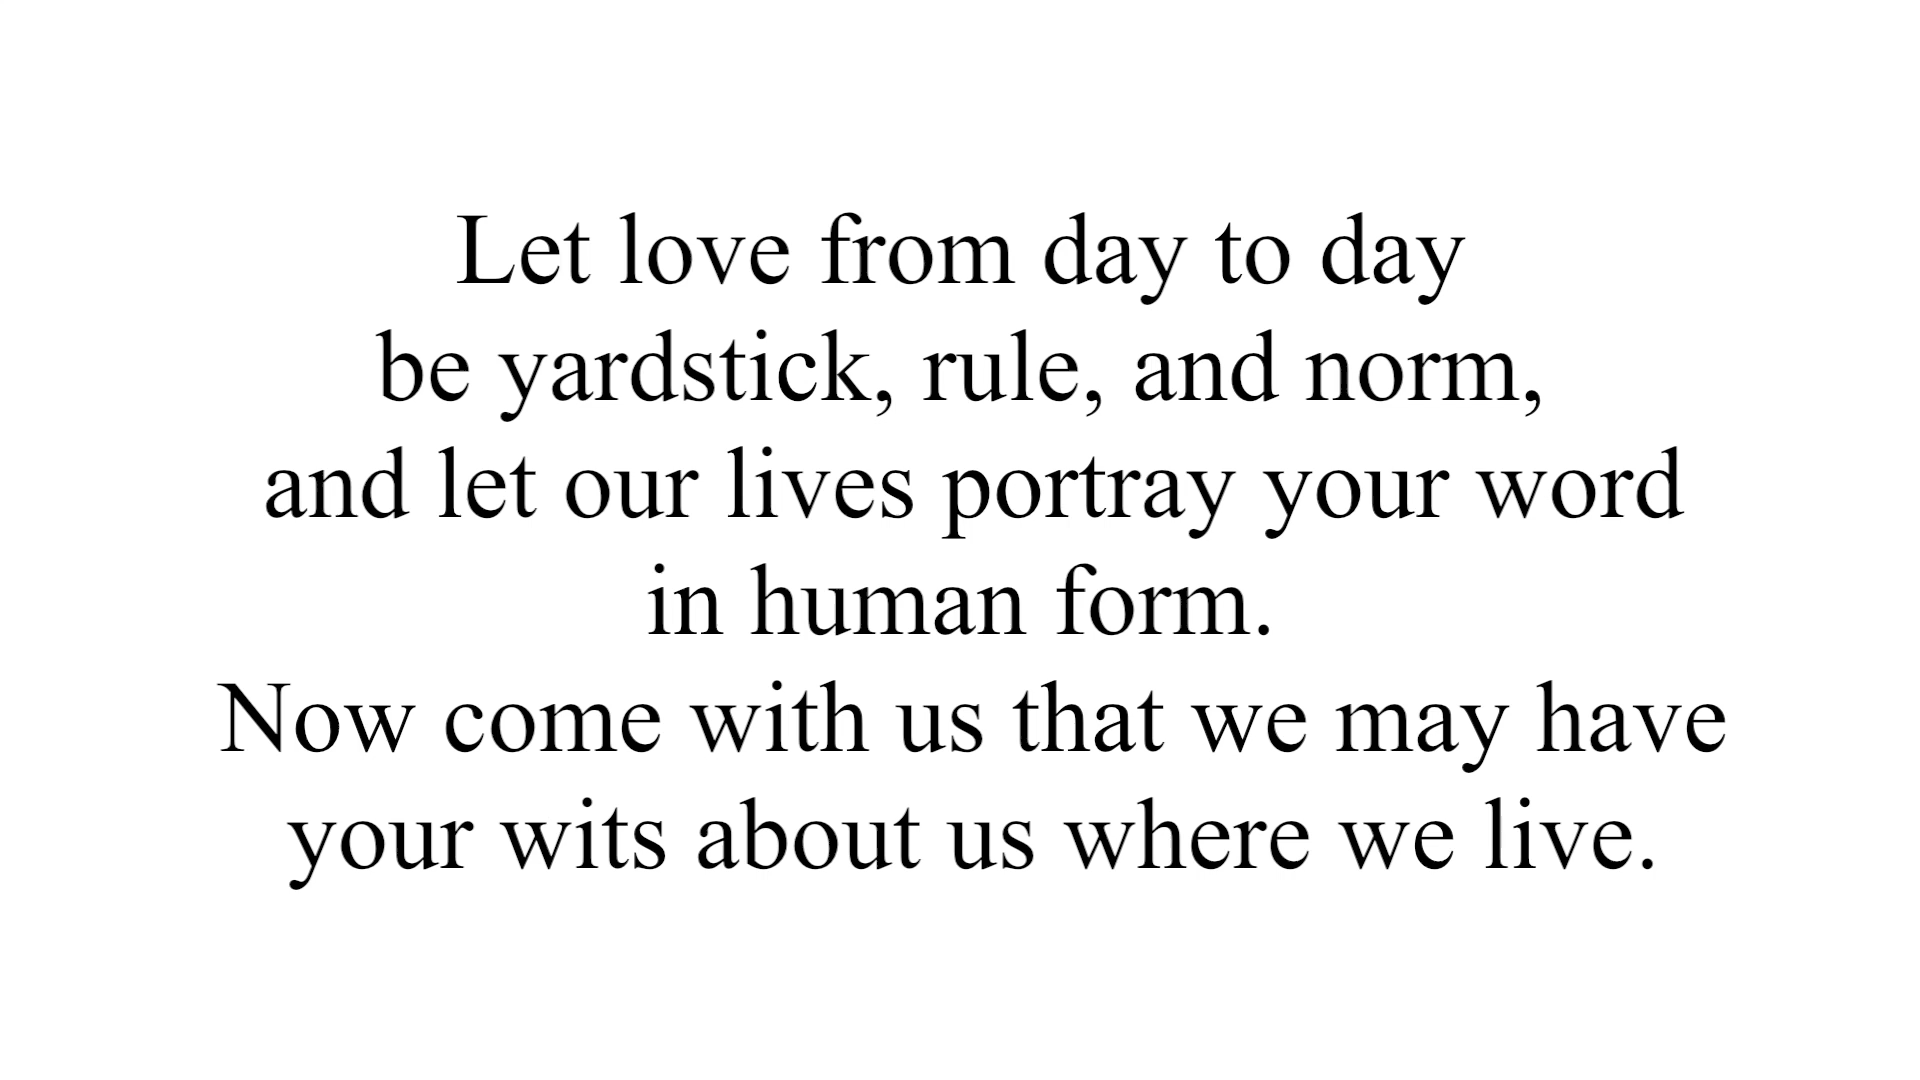 Let love from day to day
be yardstick, rule, and norm,
and let our lives portray your word
in human form.
Now come with us that we may have
your wits about us where we live.